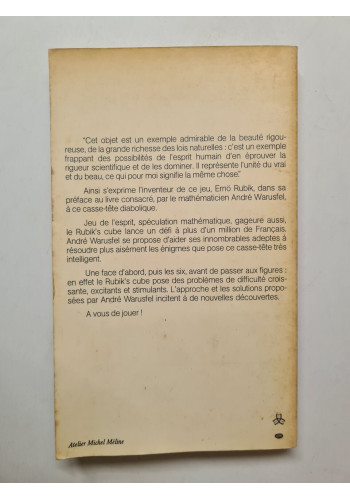 "Cet objet est un exemple admirable de la beauté rigou-
reuse, de la grande richesse des lois naturelles : c'est un exemple
frappant des possibilités de l'esprit humain d'en éprouver la
rigueur scientifique et de les dominer. Il représente l'unité du vrai
et du beau, ce qui pour moi signifie la même chose."
Ainsi s'exprime l'inventeur de ce jeu, Ernö Rubik, dans sa
préface au livre consacré, par le mathématicien André Warusfel,
à ce casse-tête diabolique.
Jeu de l'esprit, spéculation mathématique, gageure aussi,
le Rubik's cube lance un défi à plus d'un million de Français.
André Warusfel se propose d'aider ses innombrables adeptes à
résoudre plus aisément les énigmes que pose ce casse-tête très
intelligent.
Une face d'abord, puis les six, avant de passer aux figures :
en effet le Rubik's cube pose des problèmes de difficulté crois-
sante, excitants et stimulants. L'approche et les solutions propo-
sées par André Warusfel incitent à de nouvelles découvertes.
A vous de jouer !
Atelier Michel Méline